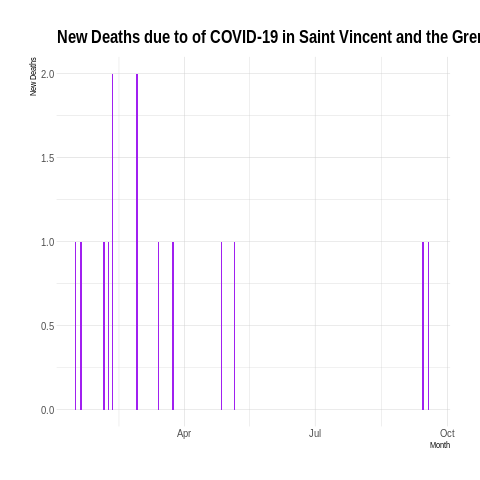 New Deaths due to of COVID-19 in Saint Vincent and the Gre
New Deaths
2.0
1.5
1.0
0.5
0.0
Apr
Jul
Oct
Month